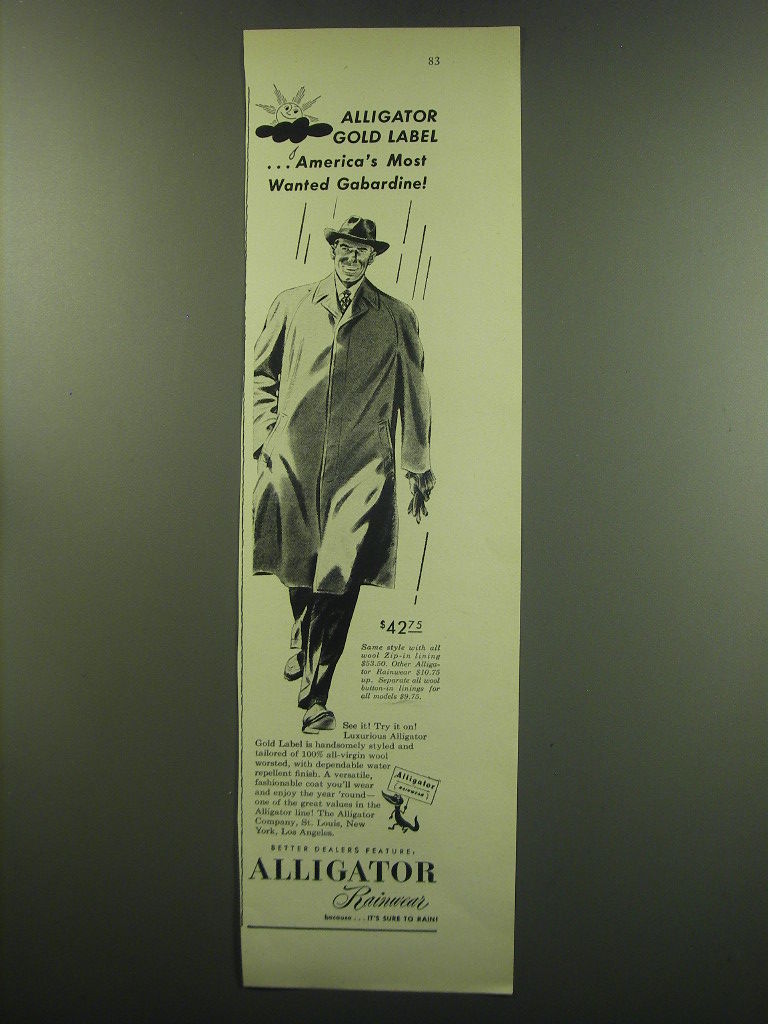 83
ALLIGATOR
GOLD LABEL
...America's Most
Wanted Gabardine!
$42.75
Same style with all
wool Zip-in lining
$53.50. Other Alliga-
tor Rainwear $10.75
up. Separate all wool
button-in linings for
all models $9.75.
See it! Try it on!
Luxurious Alligator
Gold Label is handsomely styled and
tailored of 100% all-virgin wool
worsted, with dependable water
repellent finish. A versatile,
fashionable coat you'll wear
and enjoy the year 'round—
one of the great values in the
Alligator line! The Alligator
Company, St. Louis, New
York, Los Angeles.
Alligator
RAINWEAR
BETTER DEALERS FEATURE:
ALLIGATOR
Rainwear
because... IT'S SURE TO RAIN!